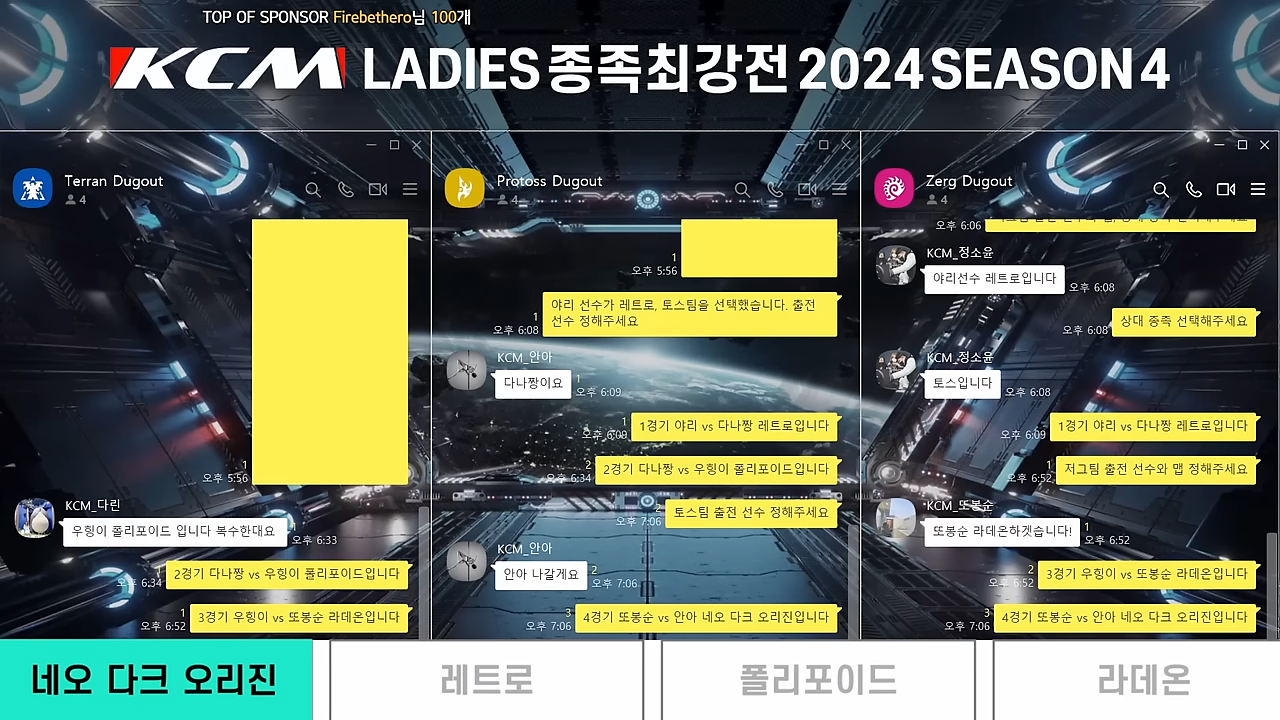 TOP OF SPONSOR Firebethero님 100개
KCM LADIES 종족최강전 2024 SEASON 4
Terran Dugout
4
1
오후 5:56
KCM_다린
우힝이 폴리포이드 입니다 복수한대요
1
오후 6:33
1
오후 6:34
2경기 다나짱 vs 우힝이 폴리포이드입니다
1
오후 6:52
3경기 우힝이 vs 또봉순 라데온입니다
Protoss Dugout
4
1
오후 5:56
야리 선수가 레트로, 토스팀을 선택했습니다. 출전
선수 정해주세요
1
오후 6:08
KCM_안아
다나짱이요
1
오후 6:09
1
오후 6:09
1경기 야리 vs 다나짱 레트로입니다
2
오후 6:34
2경기 다나짱 vs 우힝이 폴리포이드입니다
2
오후 7:06
토스팀 출전 선수 정해주세요
KCM_안아
안아 나갈게요
2
오후 7:06
3
오후 7:06
4경기 또봉순 vs 안아 네오 다크 오리진입니다
Zerg Dugout
4
오후 6:06
KCM_정소윤
야리선수 레트로입니다
오후 6:08
오후 6:08
상대 종족 선택해주세요
KCM_정소윤
토스입니다
오후 6:08
오후 6:09
1경기 야리 vs 다나짱 레트로입니다
1
오후 6:52
저그팀 출전 선수와 맵 정해주세요
KCM_또봉순
또봉순 라데온하겟습니다!
1
오후 6:52
2
오후 6:52
3경기 우힝이 vs 또봉순 라데온입니다
3
오후 7:06
4경기 또봉순 vs 안아 네오 다크 오리진입니다
네오 다크 오리진
레트로
폴리포이드
라데온